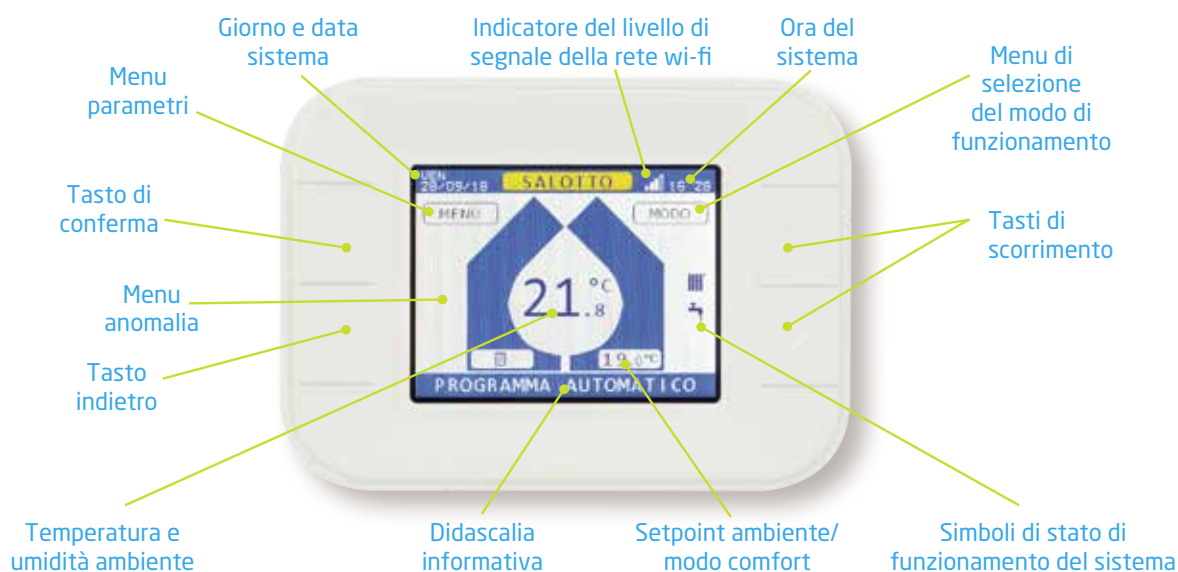 Giorno e data
sistema
Indicatore del livello di
segnale della rete wi-fi
Ora del
sistema
Menu
parametri
Menu di
selezione
del modo di
funzionamento
Tasto di
conferma
Tasti di
scorrimento
Menu
anomalia
Tasto
indietro
VEN
28/09/18
SALOTTO
MENU
MODO
21.8 °C
19.0°C
PROGRAMMA AUTOMATICO
Temperatura e
umidità ambiente
Didascalia
informativa
Setpoint ambiente/
modo comfort
Simboli di stato di
funzionamento del sistema